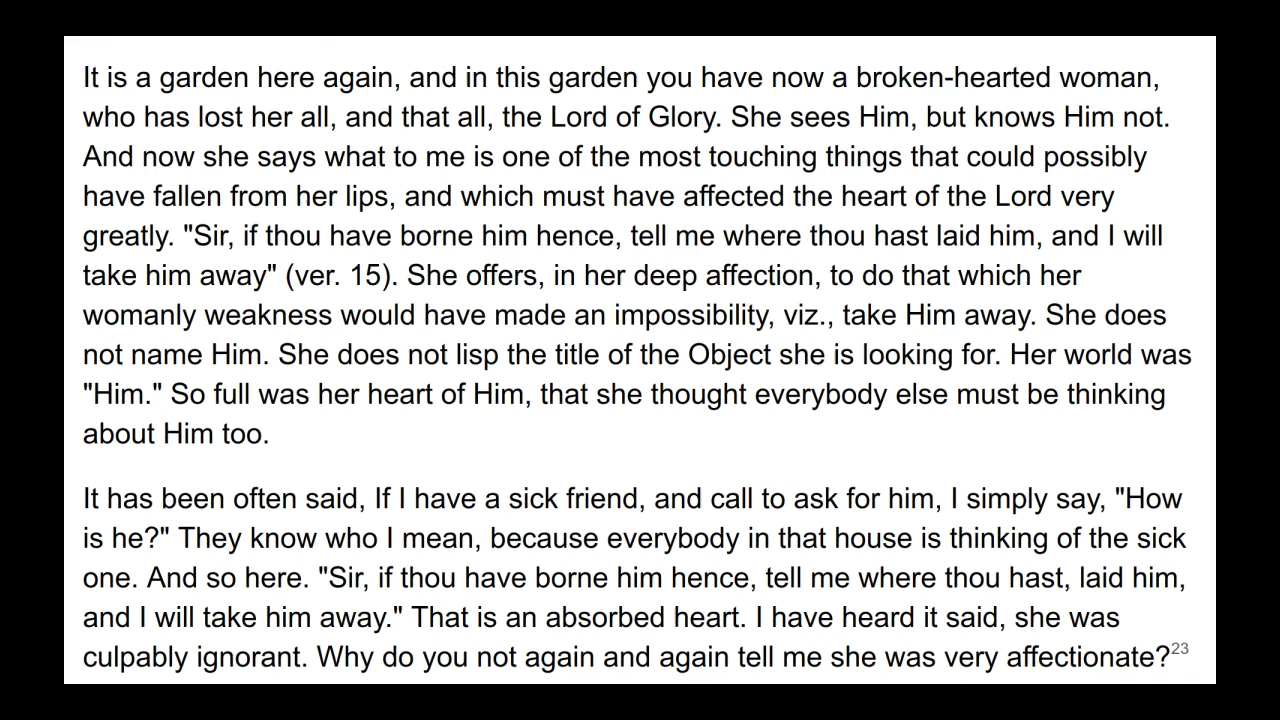 It is a garden here again, and in this garden you have now a broken-hearted woman,
who has lost her all, and that all, the Lord of Glory. She sees Him, but knows Him not.
And now she says what to me is one of the most touching things that could possibly
have fallen from her lips, and which must have affected the heart of the Lord very
greatly. "Sir, if thou have borne him hence, tell me where thou hast laid him, and I will
take him away" (ver. 15). She offers, in her deep affection, to do that which her
womanly weakness would have made an impossibility, viz., take Him away. She does
not name Him. She does not lisp the title of the Object she is looking for. Her world was
"Him." So full was her heart of Him, that she thought everybody else must be thinking
about Him too.
It has been often said, If I have a sick friend, and call to ask for him, I simply say, "How
is he?" They know who I mean, because everybody in that house is thinking of the sick
one. And so here. "Sir, if thou have borne him hence, tell me where thou hast, laid him,
and I will take him away." That is an absorbed heart. I have heard it said, she was
culpably ignorant. Why do you not again and again tell me she was very affectionate?23